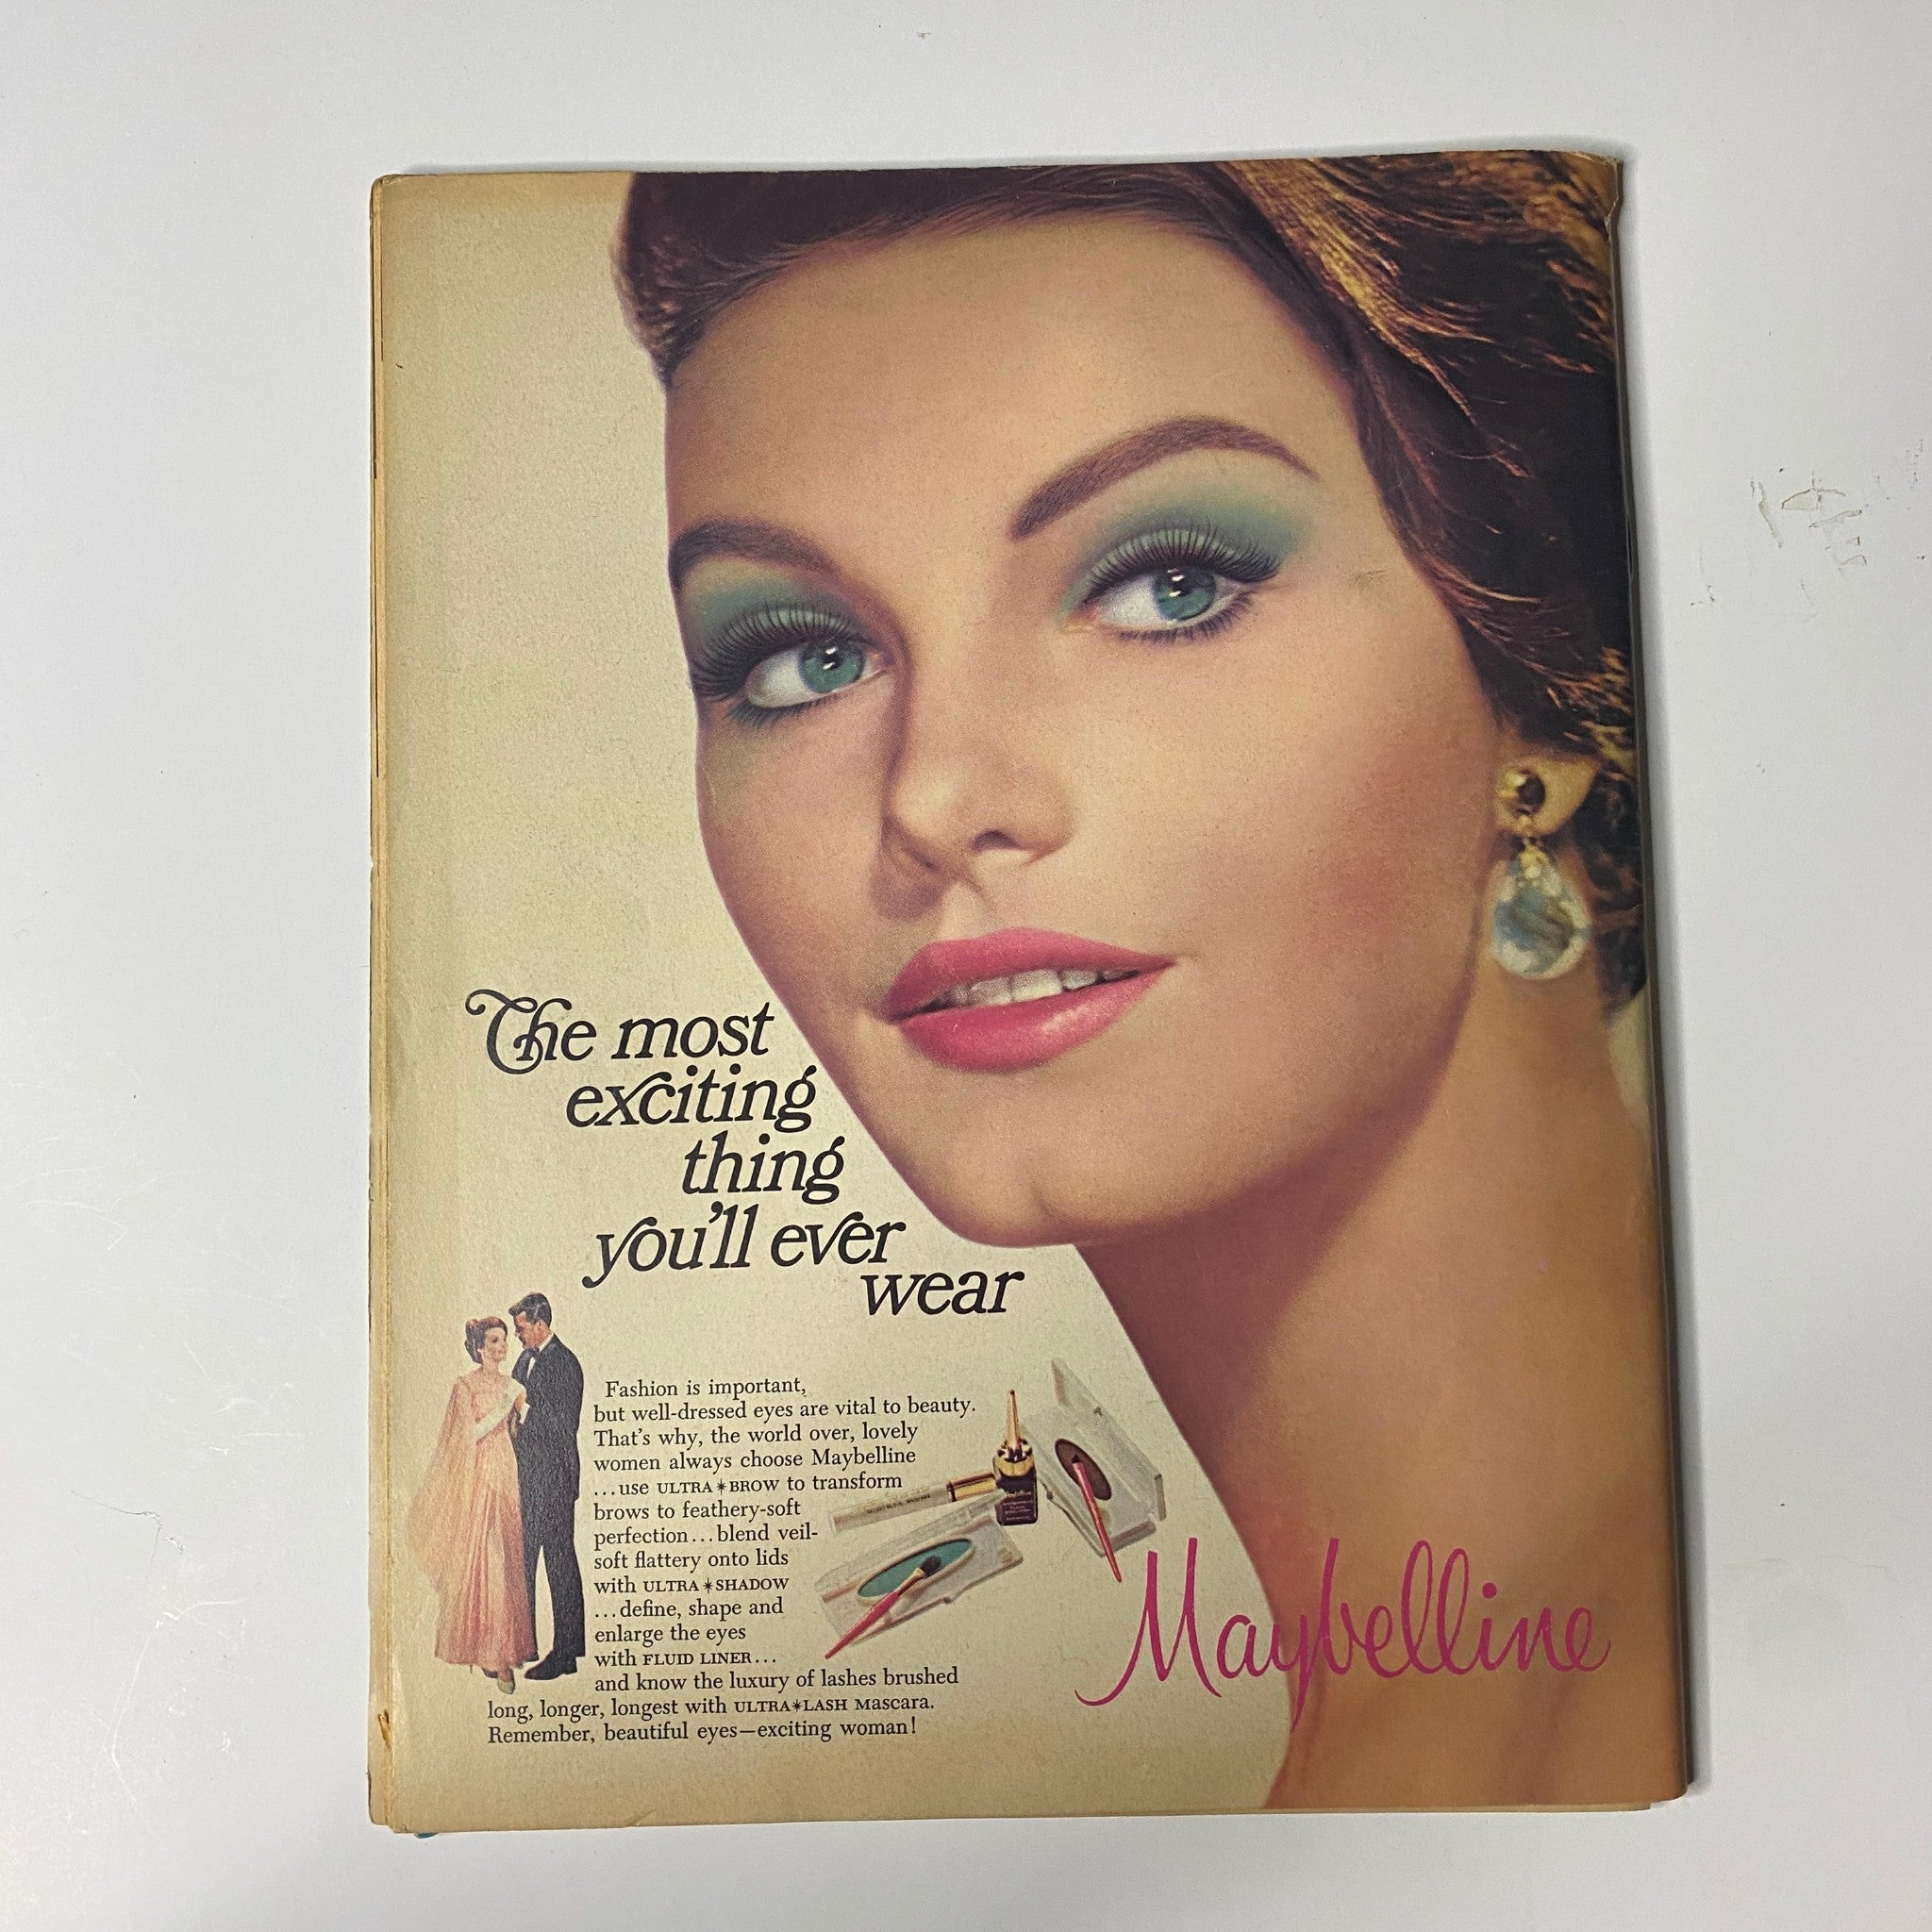 The most
exciting
thing
you'll ever
wear
Fashion is important,
but well-dressed eyes are vital to beauty.
That's why, the world over, lovely
women always choose Maybelline
...use ULTRA*BROW to transform
brows to feathery-soft
perfection...blend veil-
soft flattery onto lids
with ULTRA*SHADOW
...define, shape and
enlarge the eyes
with FLUID LINER...
and know the luxury of lashes brushed
long, longer, longest with ULTRA*LASH Mascara.
Remember, beautiful eyes—exciting woman!
Maybelline